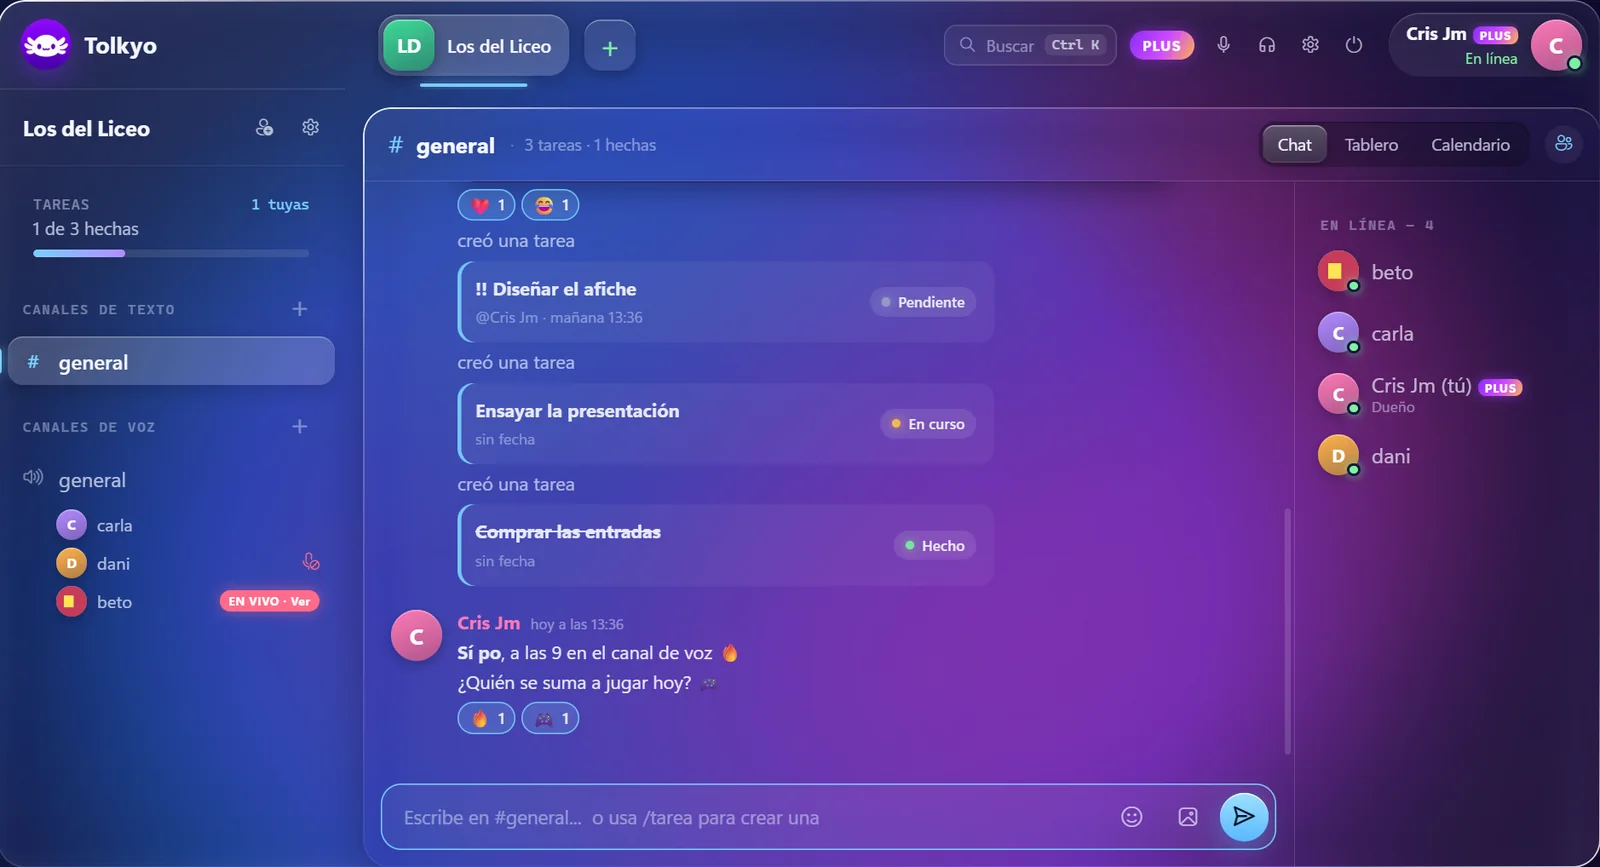 Tolkyo
LD Los del Liceo +
Buscar Ctrl K
PLUS
Cris Jm PLUS
En línea
C
Los del Liceo
TAREAS 1 tuyas
1 de 3 hechas
CANALES DE TEXTO +
# general
CANALES DE VOZ +
general
C carla
D dani
beto EN VIVO · Ver
# general · 3 tareas · 1 hechas
Chat Tablero Calendario
❤️ 1 😂 1
creó una tarea
!! Diseñar el afiche
@Cris Jm · mañana 13:36
Pendiente
creó una tarea
Ensayar la presentación
sin fecha
En curso
creó una tarea
Comprar las entradas
sin fecha
Hecho
C
Cris Jm hoy a las 13:36
Sí po, a las 9 en el canal de voz 🔥
¿Quién se suma a jugar hoy? 🎮
🔥 1 🎮 1
Escribe en #general... o usa /tarea para crear una
EN LÍNEA — 4
beto
C carla
C Cris Jm (tú) PLUS
Dueño
D dani